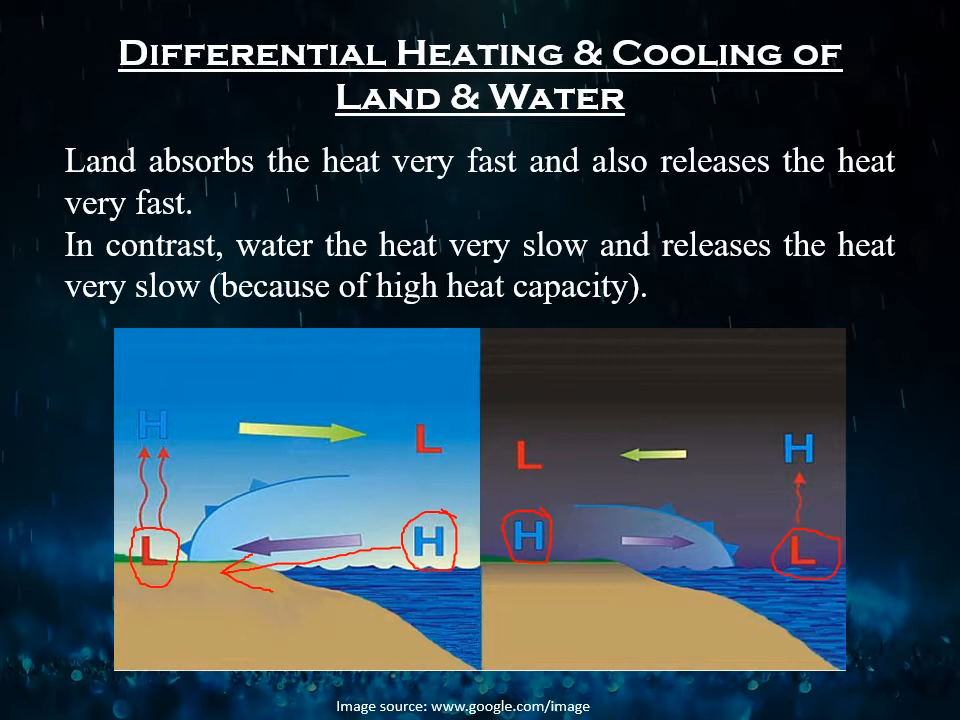 Differential Heating & Cooling of
Land & Water
Land absorbs the heat very fast and also releases the heat
very fast.
In contrast, water the heat very slow and releases the heat
very slow (because of high heat capacity).
H
L
L
H
L
H
H
L
Image source: www.google.com/image